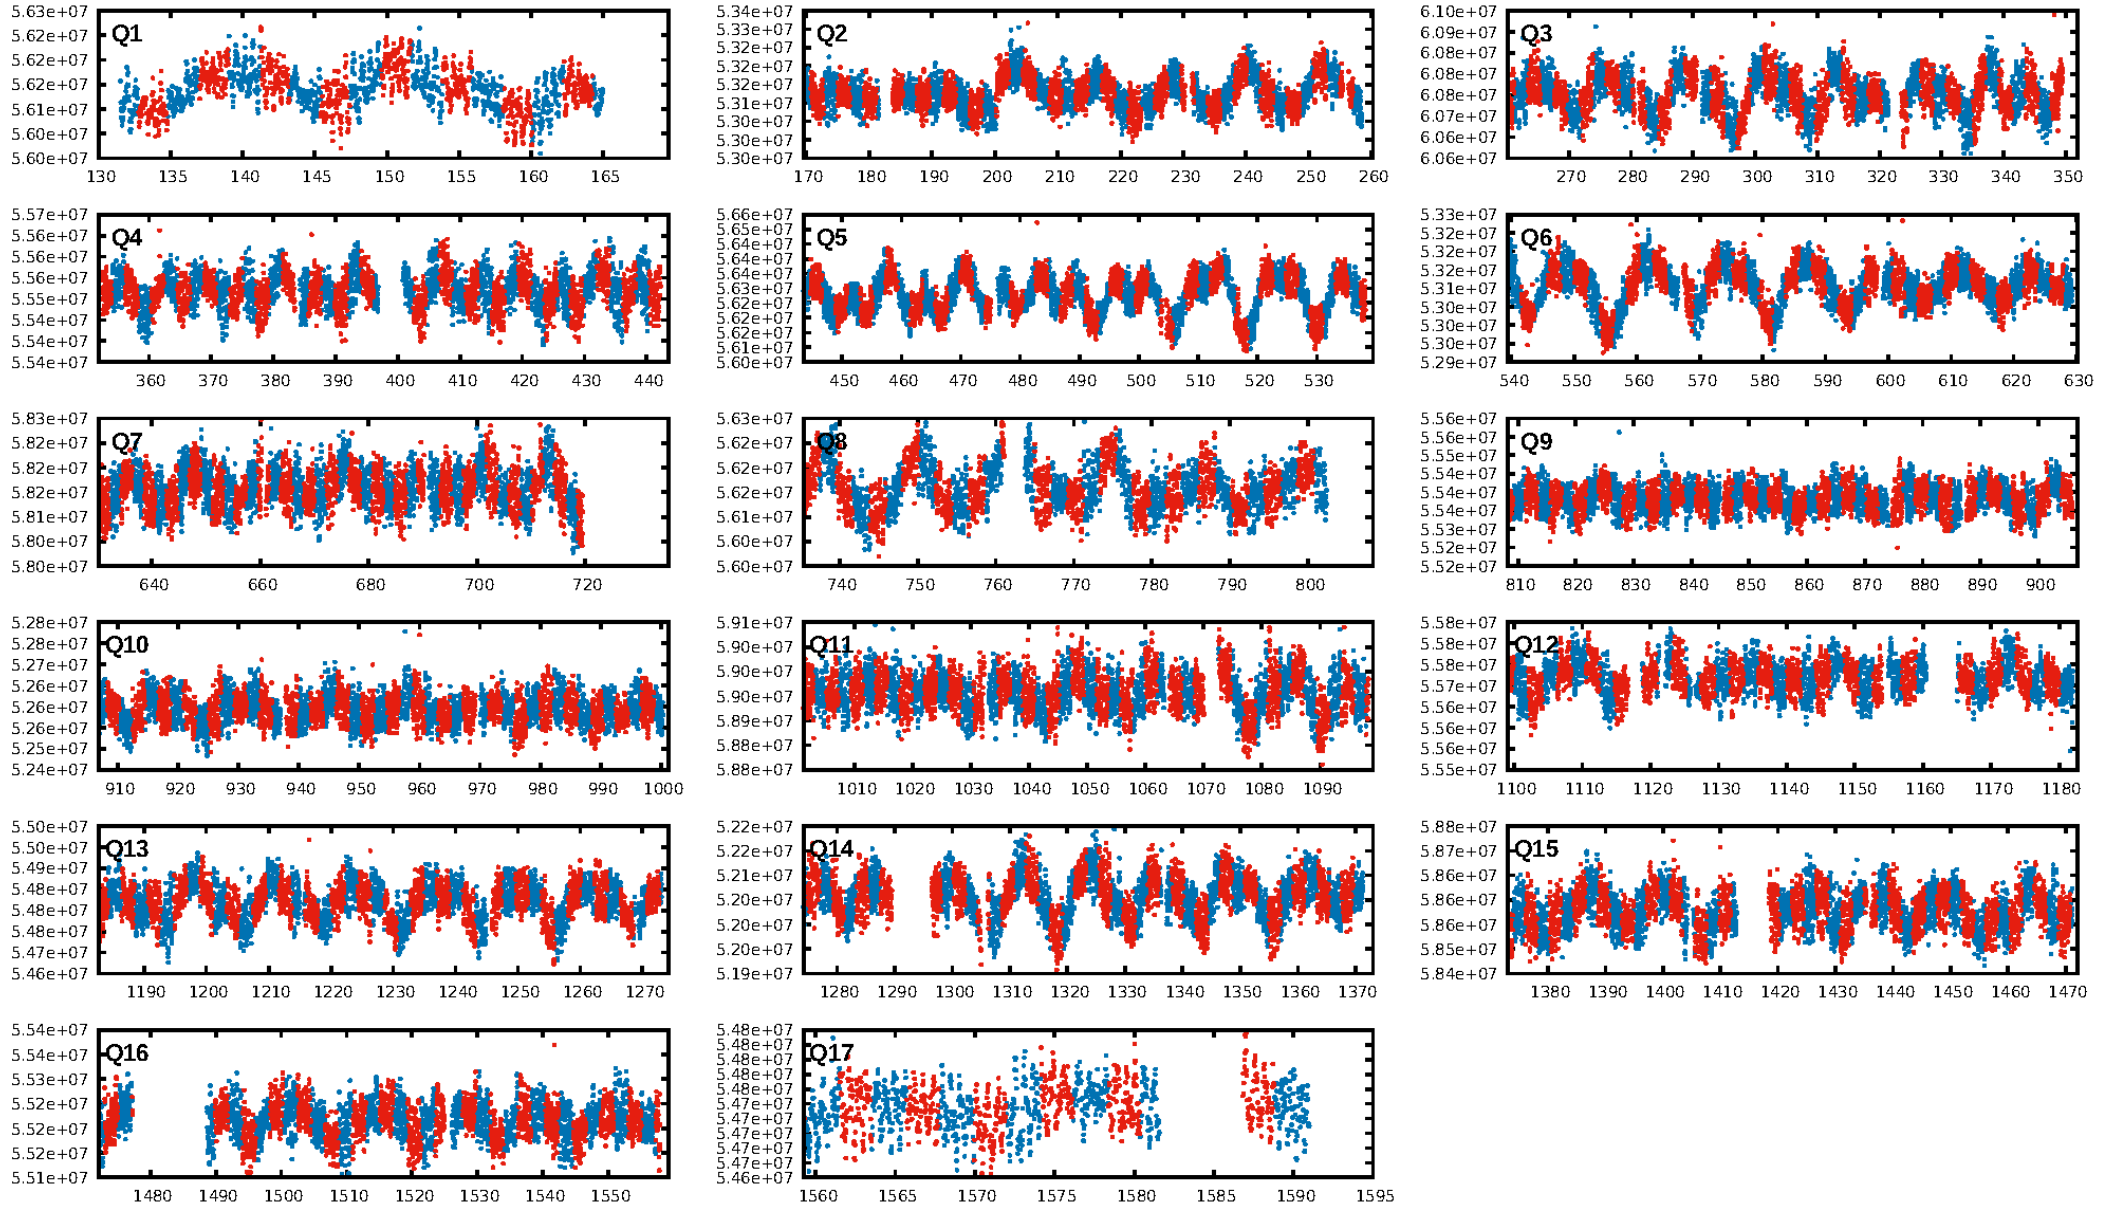 5.63e+07 5.62e+07 5.62e+07 5.62e+07 5.61e+07 5.60e+07 5.60e+07
Q1
130 135 140 145 150 155 160 165
5.34e+07 5.33e+07 5.32e+07 5.32e+07 5.31e+07 5.31e+07 5.30e+07 5.30e+07
Q2
170 180 190 200 210 220 230 240 250 260
6.10e+07 6.09e+07 6.08e+07 6.08e+07 6.08e+07 6.07e+07 6.06e+07 6.06e+07
Q3
270 280 290 300 310 320 330 340 350
5.57e+07 5.56e+07 5.56e+07 5.55e+07 5.55e+07 5.54e+07 5.54e+07 5.54e+07
Q4
360 370 380 390 400 410 420 430 440
5.66e+07 5.65e+07 5.64e+07 5.64e+07 5.64e+07 5.63e+07 5.62e+07 5.62e+07 5.62e+07 5.61e+07 5.60e+07
Q5
450 460 470 480 490 500 510 520 530
5.33e+07 5.32e+07 5.32e+07 5.31e+07 5.30e+07 5.30e+07 5.30e+07 5.29e+07
Q6
540 550 560 570 580 590 600 610 620 630
5.83e+07 5.82e+07 5.82e+07 5.82e+07 5.81e+07 5.80e+07 5.80e+07
Q7
640 660 680 700 720
5.63e+07 5.62e+07 5.62e+07 5.62e+07 5.61e+07 5.60e+07 5.60e+07
Q8
740 750 760 770 780 790 800
5.56e+07 5.56e+07 5.55e+07 5.54e+07 5.54e+07 5.54e+07 5.53e+07 5.52e+07 5.52e+07
Q9
810 820 830 840 850 860 870 880 890 900
5.28e+07 5.28e+07 5.27e+07 5.26e+07 5.26e+07 5.26e+07 5.25e+07 5.24e+07
Q10
910 920 930 940 950 960 970 980 990 1000
5.91e+07 5.90e+07 5.90e+07 5.90e+07 5.89e+07 5.88e+07 5.88e+07
Q11
1010 1020 1030 1040 1050 1060 1070 1080 1090
5.58e+07 5.58e+07 5.58e+07 5.57e+07 5.56e+07 5.56e+07 5.55e+07
Q12
1100 1110 1120 1130 1140 1150 1160 1170 1180
5.50e+07 5.50e+07 5.49e+07 5.48e+07 5.48e+07 5.48e+07 5.47e+07 5.46e+07
Q13
1190 1200 1210 1220 1230 1240 1250 1260 1270
5.22e+07 5.22e+07 5.21e+07 5.20e+07 5.20e+07 5.19e+07
Q14
1280 1290 1300 1310 1320 1330 1340 1350 1360 1370
5.88e+07 5.87e+07 5.86e+07 5.86e+07 5.85e+07 5.84e+07
Q15
1380 1390 1400 1410 1420 1430 1440 1450 1460 1470
5.54e+07 5.54e+07 5.53e+07 5.52e+07 5.52e+07 5.51e+07
Q16
1480 1490 1500 1510 1520 1530 1540 1550
5.48e+07 5.48e+07 5.48e+07 5.48e+07 5.48e+07 5.47e+07 5.47e+07 5.47e+07 5.47e+07 5.47e+07 5.46e+07
Q17
1560 1565 1570 1575 1580 1585 1590 1595